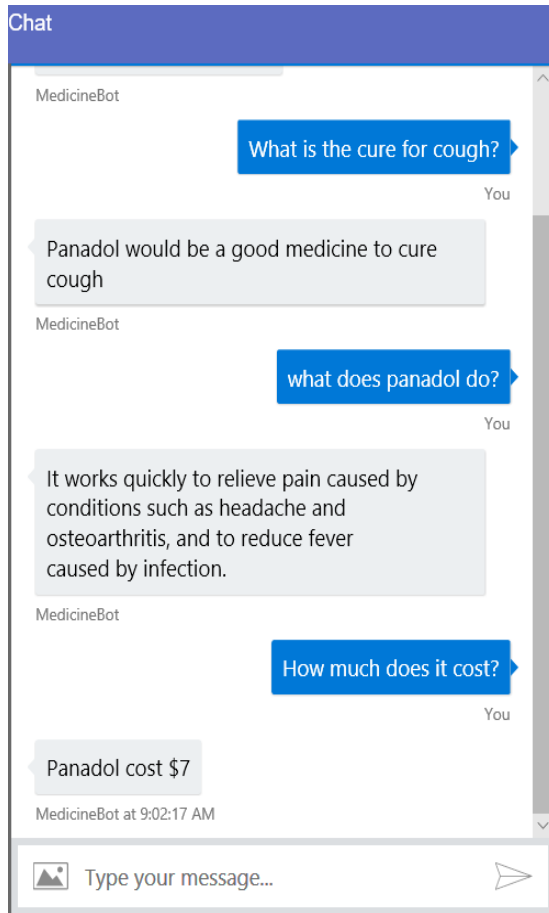 Chat
MedicineBot
What is the cure for cough?
You
Panadol would be a good medicine to cure
cough
MedicineBot
what does panadol do?
You
It works quickly to relieve pain caused by
conditions such as headache and
osteoarthritis, and to reduce fever
caused by infection.
MedicineBot
How much does it cost?
You
Panadol cost $7
MedicineBot at 9:02:17 AM
Type your message...